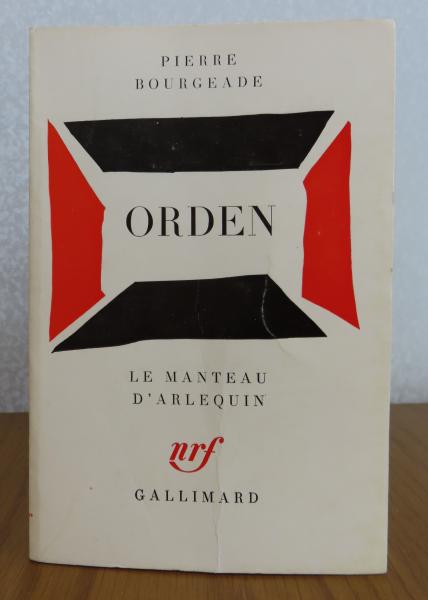 PIERRE
BOURGEADE
ORDEN
LE MANTEAU
D'ARLEQUIN
nrf
GALLIMARD